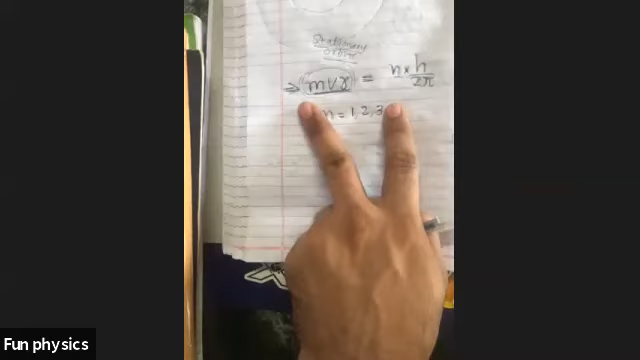 ⇒ mvr = n × h/2π
n = 1, 2, 3
Fun physics